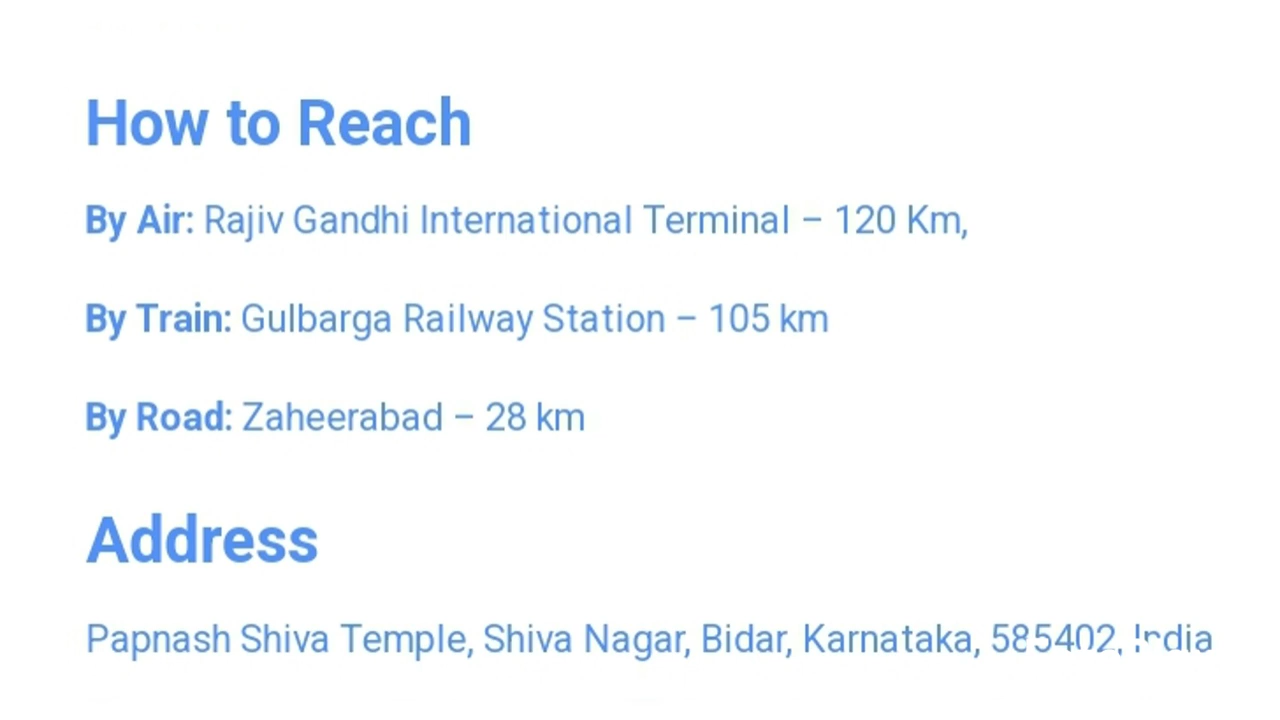 How to Reach
By Air: Rajiv Gandhi International Terminal – 120 Km,
By Train: Gulbarga Railway Station – 105 km
By Road: Zaheerabad – 28 km
Address
Papnash Shiva Temple, Shiva Nagar, Bidar, Karnataka, 585402, India